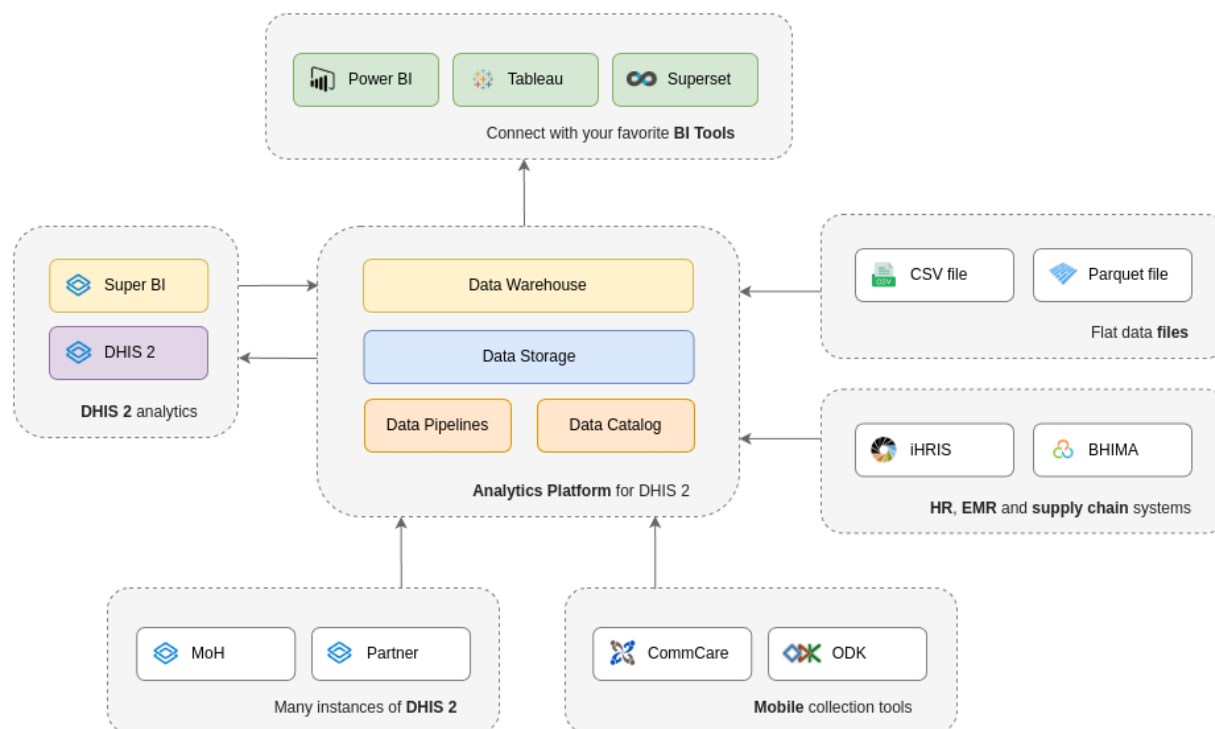 Power BI
Tableau
Superset
Connect with your favorite BI Tools
Super BI
DHIS 2
DHIS 2 analytics
Data Warehouse
Data Storage
Data Pipelines
Data Catalog
Analytics Platform for DHIS 2
CSV file
CSV
Parquet file
Flat data files
iHRIS
BHIMA
HR, EMR and supply chain systems
MoH
Partner
Many instances of DHIS 2
CommCare
ODK
ODK
Mobile collection tools